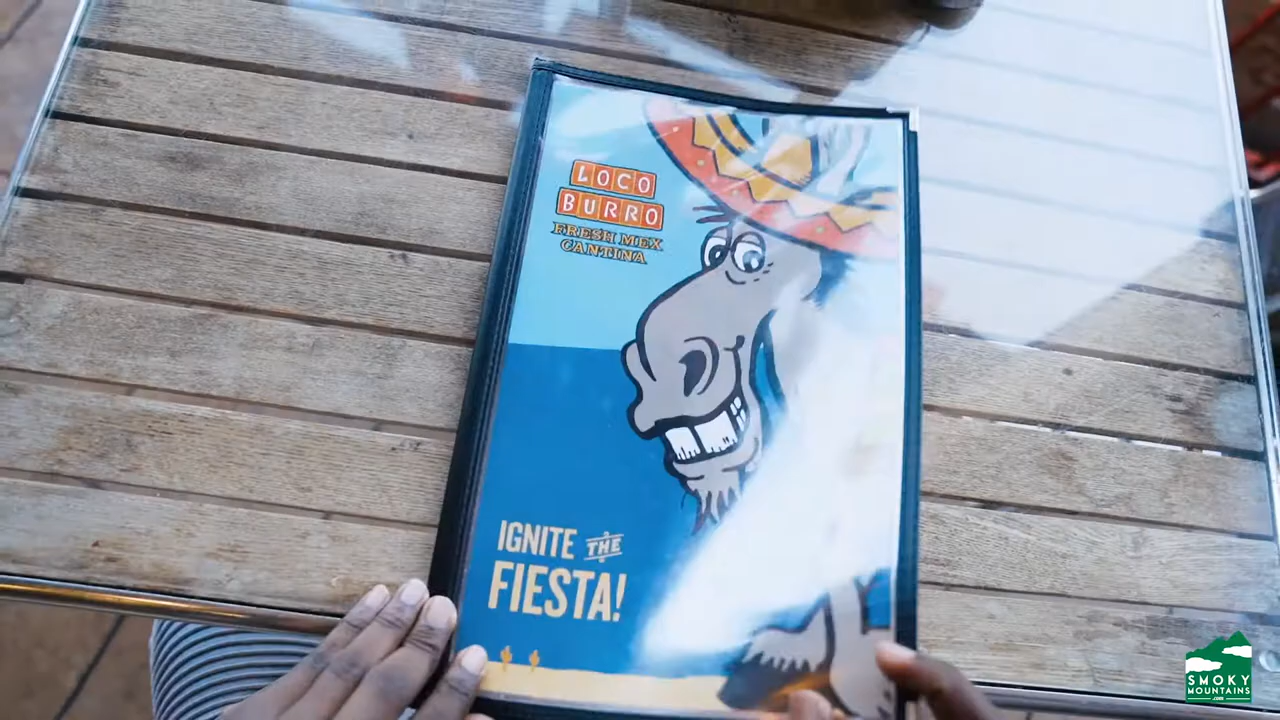 LOCO
BURRO
FRESH MEX
CANTINA
IGNITE THE
FIESTA!
SMOKY
MOUNTAINS
.com